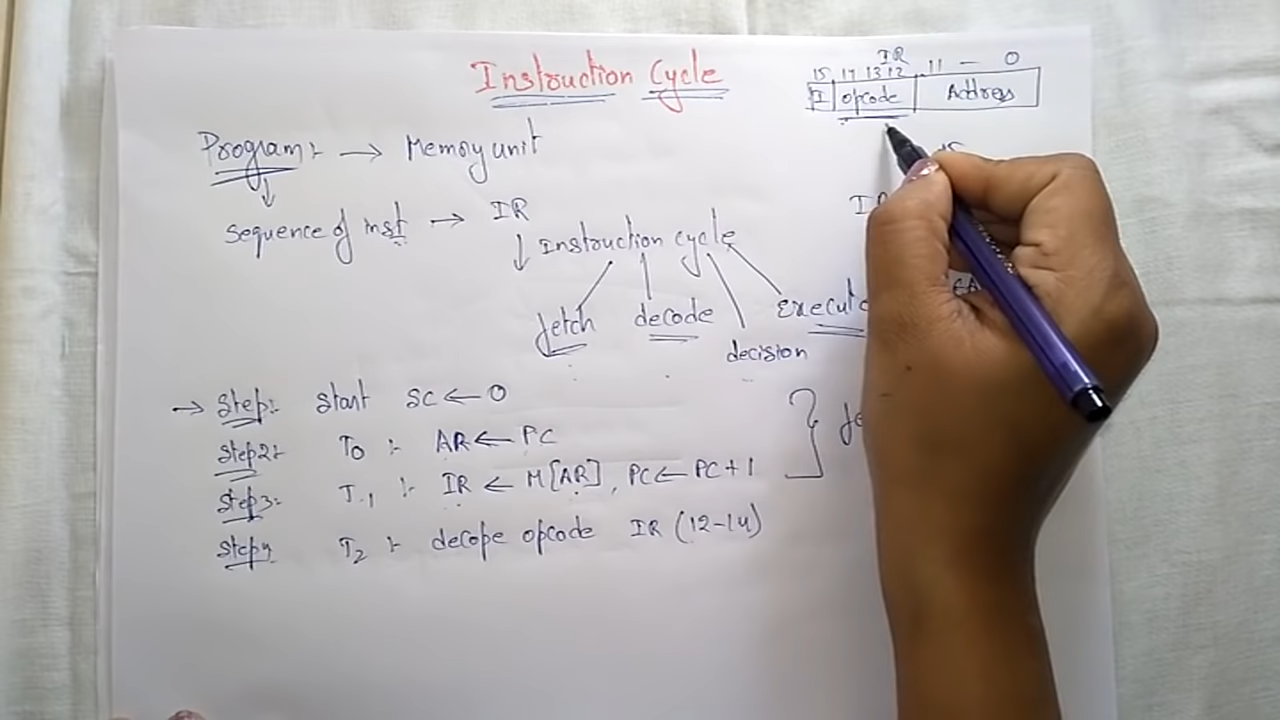 Instruction Cycle
IR
15 14 13 12 11 — 0
I opcode Address
Program:- → Memory unit
↓
sequence of inst → IR
↓ Instruction cycle
fetch decode Execute
decision
→ Step:- start SC ← 0
Step2:- T0 :- AR ← PC
Step3:- T1 :- IR ← M[AR], PC ← PC + 1
Step4 T2 :- decope opcode IR (12-14)